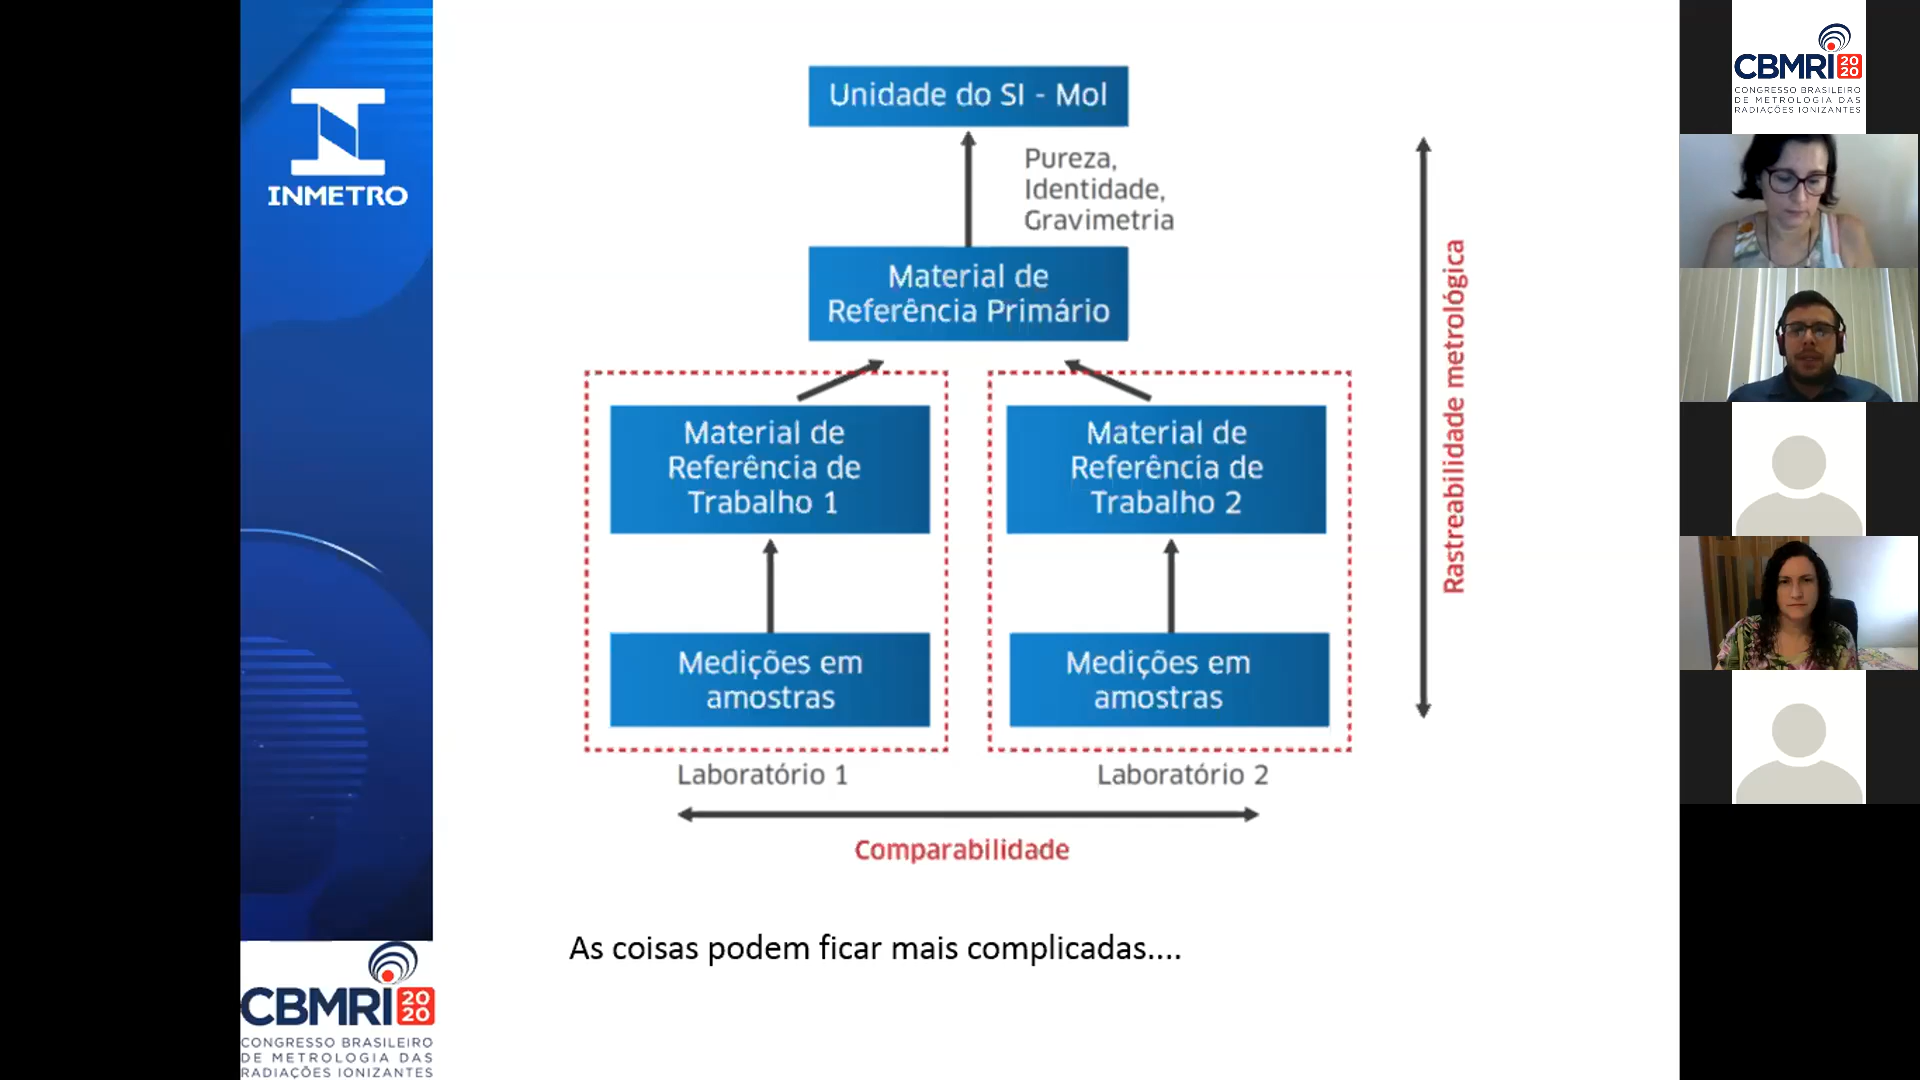 INMETRO
Unidade do SI - Mol
Pureza,
Identidade,
Gravimetria
Material de
Referência Primário
Material de
Referência de
Trabalho 1
Material de
Referência de
Trabalho 2
Medições em
amostras
Medições em
amostras
Laboratório 1
Laboratório 2
Comparabilidade
Rastreabilidade metrológica
As coisas podem ficar mais complicadas....
CBMRI 20
20
CONGRESSO BRASILEIRO
DE METROLOGIA DAS
RADIAÇÕES IONIZANTES
CBMRI 20
20
CONGRESSO BRASILEIRO
DE METROLOGIA DAS
RADIAÇÕES IONIZANTES